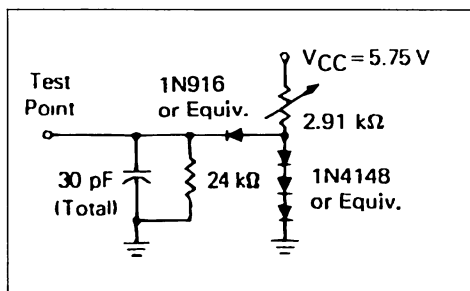 VCC = 5.75 V
Test
Point
1N916
or Equiv.
2.91 kΩ
30 pF
(Total)
24 kΩ
1N4148
or Equiv.